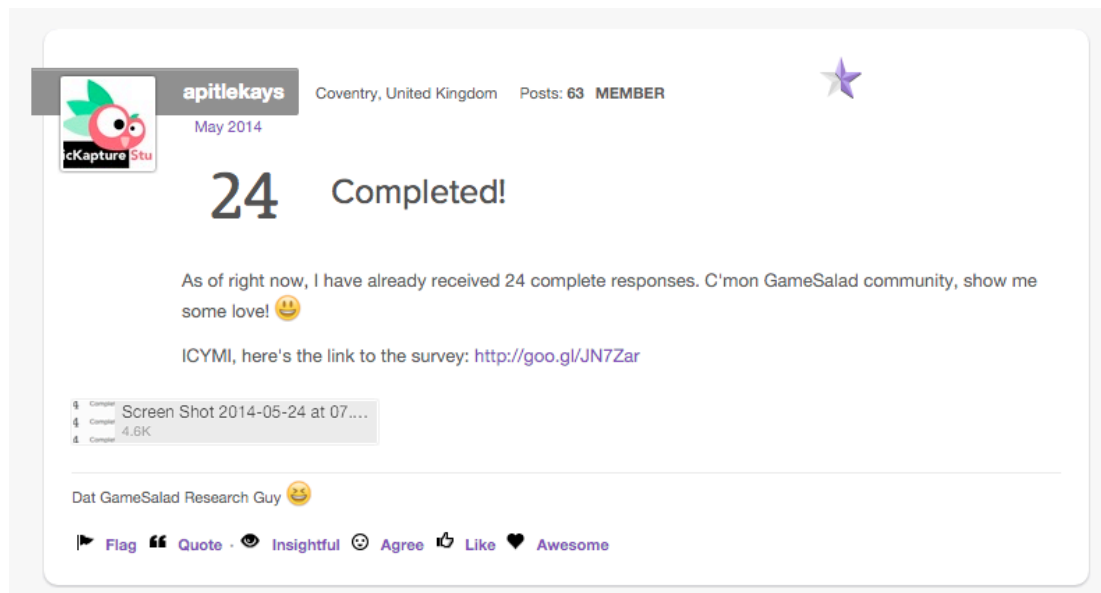 apitlekays Coventry, United Kingdom Posts: 63 MEMBER
May 2014
icKapture Stu
24 Completed!
As of right now, I have already received 24 complete responses. C'mon GameSalad community, show me
some love!
ICYMI, here's the link to the survey: http://goo.gl/JN7Zar
Screen Shot 2014-05-24 at 07....
4.6K
Dat GameSalad Research Guy
Flag Quote · Insightful Agree Like Awesome